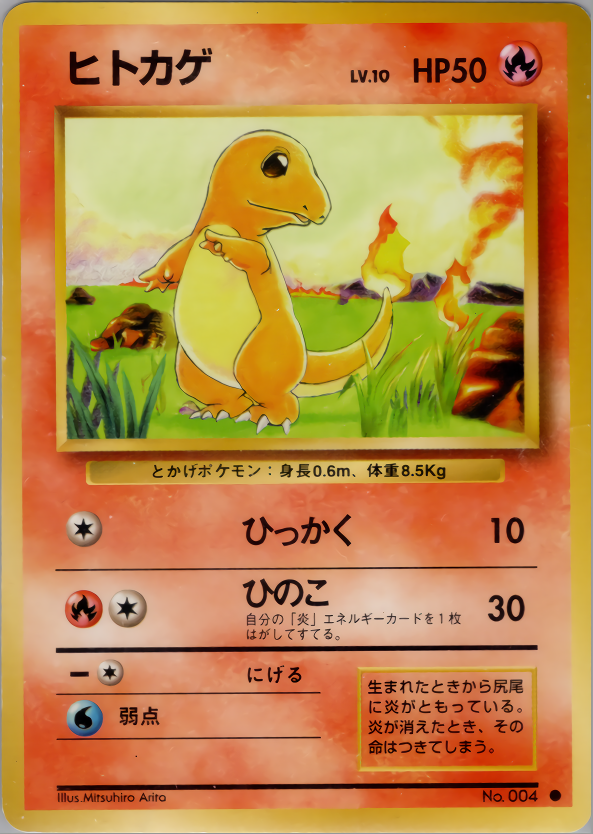 ヒトカゲ LV.10 HP50
とかげポケモン：身長0.6m、体重8.5Kg
ひっかく 10
ひのこ 30
自分の「炎」エネルギーカードを1枚
はがしてすてる。
ー にげる
弱点
生まれたときから尻尾
に炎がともっている。
炎が消えたとき、その
命はつきてしまう。
Illus.Mitsuhiro Arita No. 004 ●